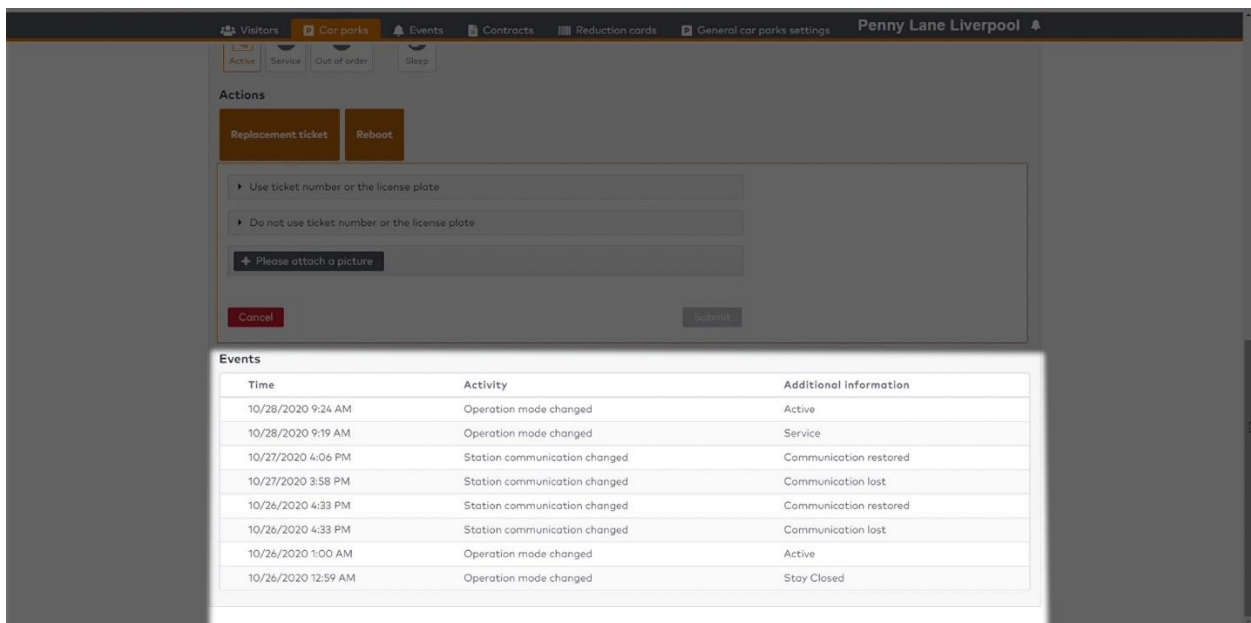 Visitors Car parks Events Contracts Reduction cards General car parks settings Penny Lane Liverpool
Active Service Out of order Sleep
Actions
Replacement ticket Reboot
Use ticket number or the license plate
Do not use ticket number or the license plate
+ Please attach a picture
Cancel Submit
Events
Time Activity Additional information
10/28/2020 9:24 AM Operation mode changed Active
10/28/2020 9:19 AM Operation mode changed Service
10/27/2020 4:06 PM Station communication changed Communication restored
10/27/2020 3:58 PM Station communication changed Communication lost
10/26/2020 4:33 PM Station communication changed Communication restored
10/26/2020 4:33 PM Station communication changed Communication lost
10/26/2020 1:00 AM Operation mode changed Active
10/26/2020 12:59 AM Operation mode changed Stay Closed